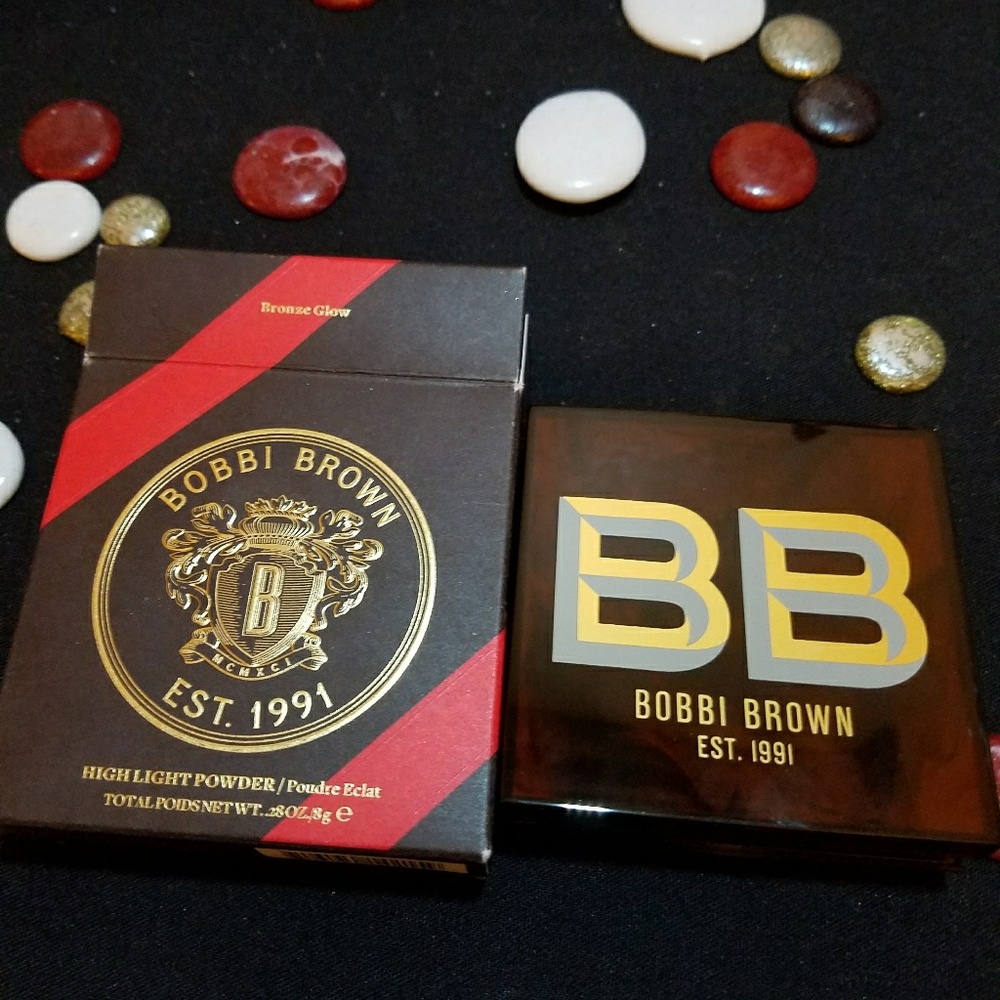 Bronze Glow
BOBBI BROWN
B
MCMXCI
EST. 1991
HIGH LIGHT POWDER / Poudre Eclat
TOTAL POIDS NET WT. .28OZ./8g ℮
BB
BOBBI BROWN
EST. 1991